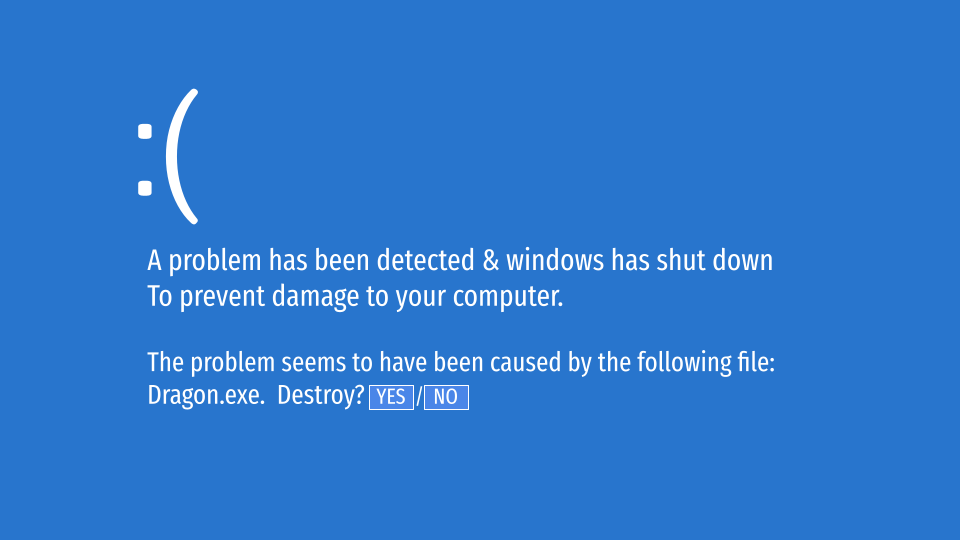 :(
A problem has been detected & windows has shut down
To prevent damage to your computer.
The problem seems to have been caused by the following file:
Dragon.exe.  Destroy? YES/NO